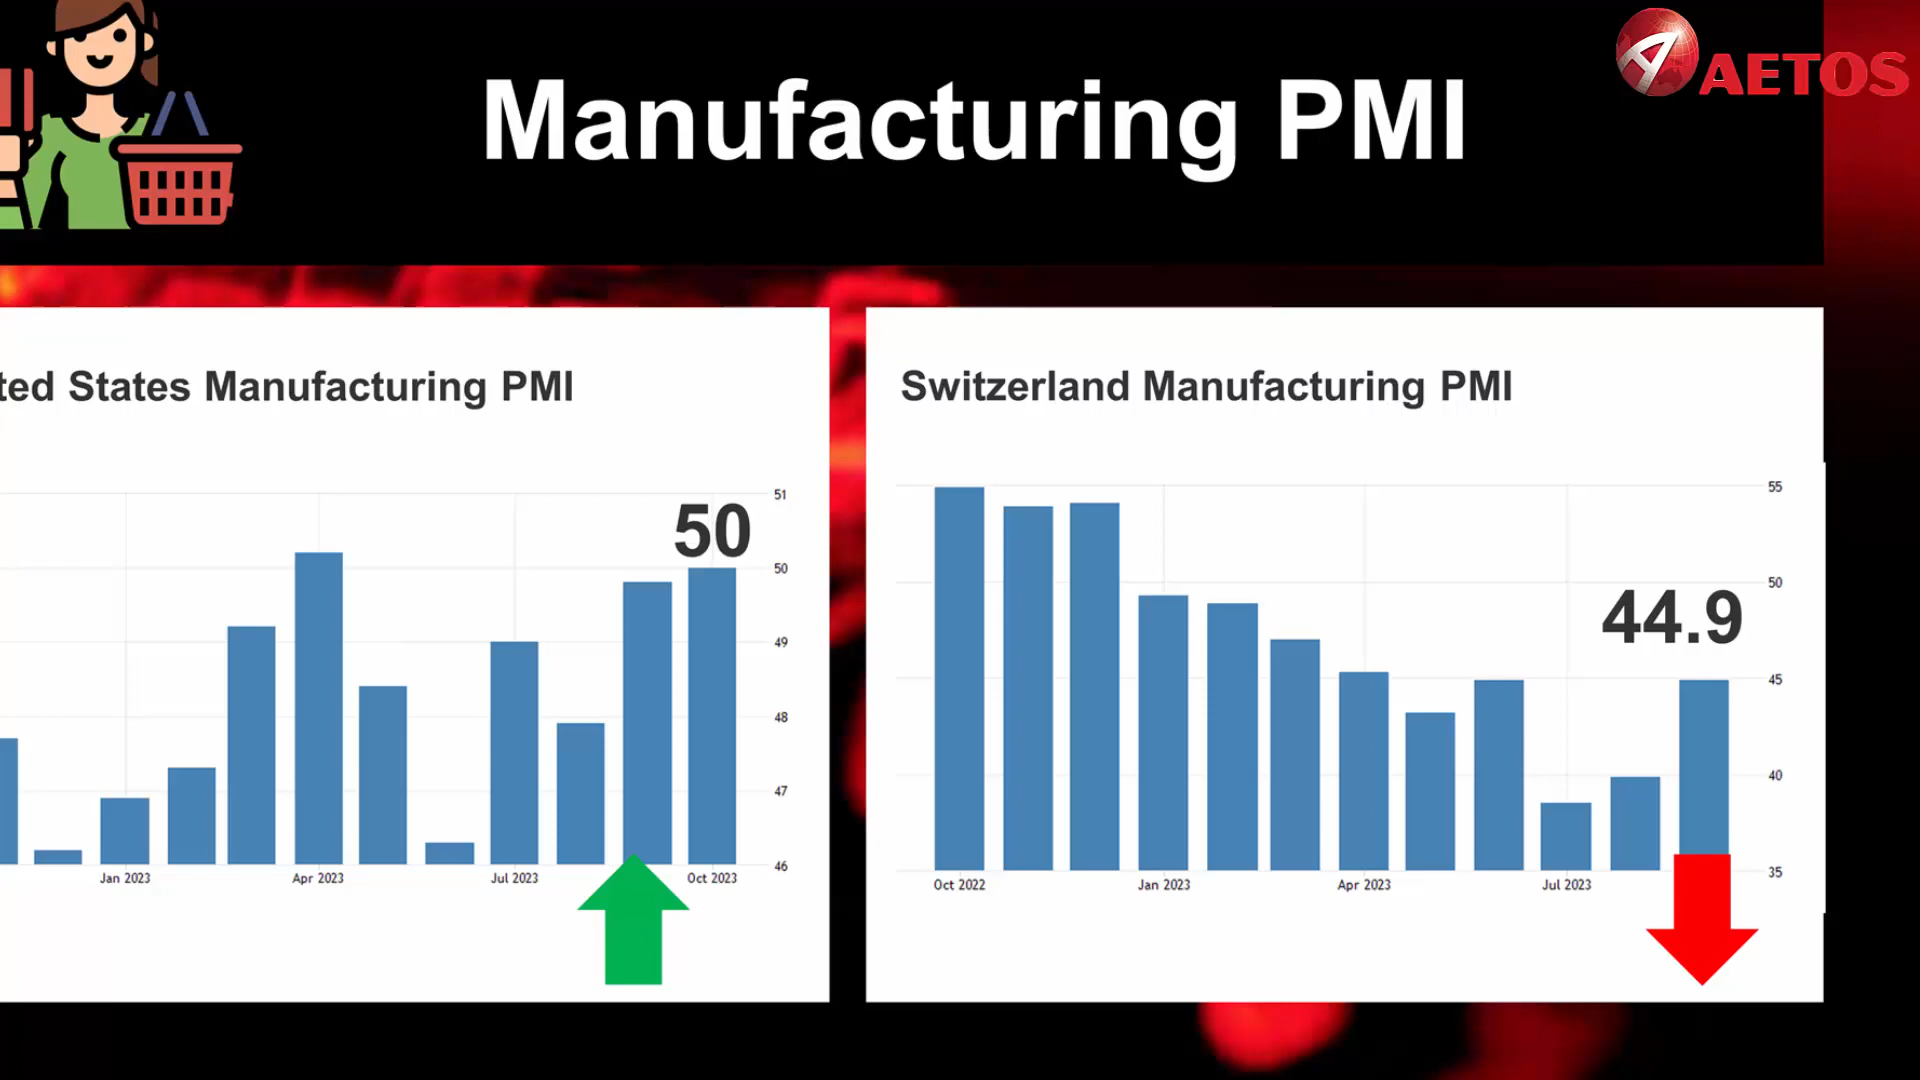 Manufacturing PMI
AETOS
ted States Manufacturing PMI
51
50
50
49
48
47
46
Jan 2023
Apr 2023
Jul 2023
Oct 2023
Switzerland Manufacturing PMI
55
50
44.9
45
40
35
Oct 2022
Jan 2023
Apr 2023
Jul 2023